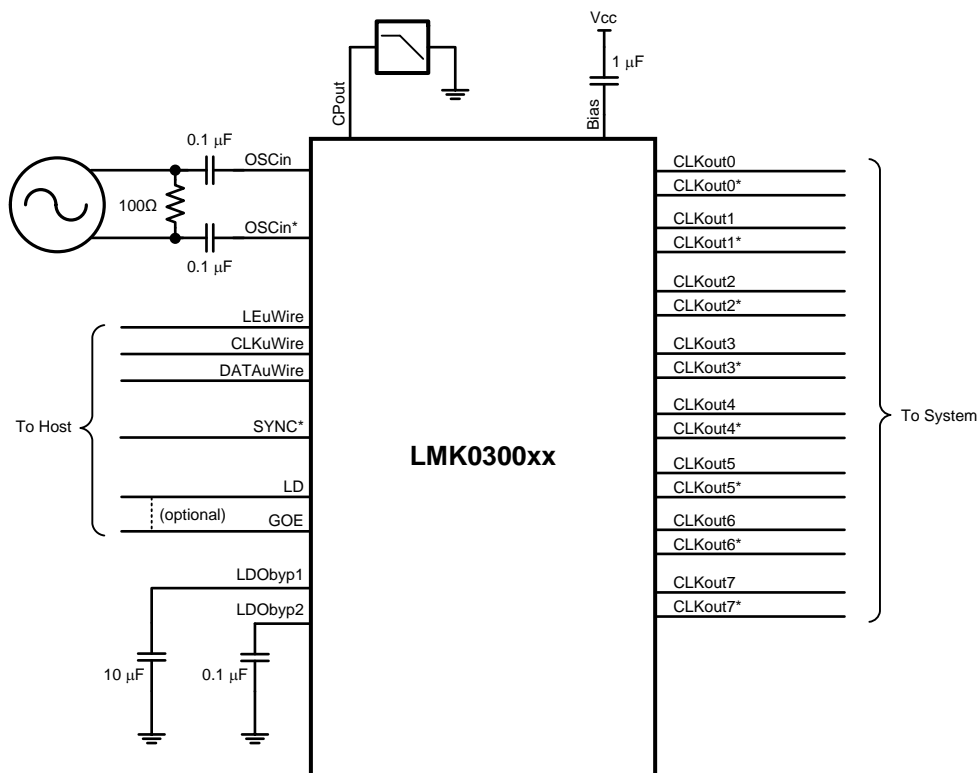 Vcc
1 μF
CPout
Bias
0.1 μF
OSCin
CLKout0
CLKout0*
100Ω
CLKout1
OSCin*
CLKout1*
0.1 μF
CLKout2
CLKout2*
LEuWire
CLKuWire
CLKout3
DATAuWire
CLKout3*
CLKout4
To Host
SYNC*
CLKout4*
To System
LMK0300xx
CLKout5
LD
CLKout5*
(optional)
GOE
CLKout6
CLKout6*
LDObyp1
CLKout7
LDObyp2
CLKout7*
10 μF
0.1 μF